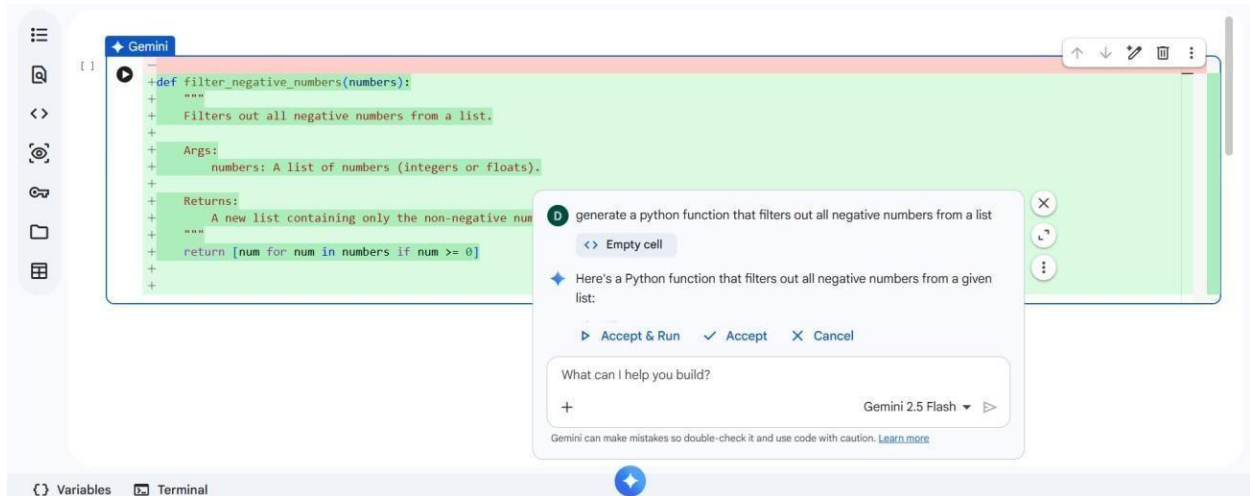 Gemini
[ ]
-
+def filter_negative_numbers(numbers):
+    """
+    Filters out all negative numbers from a list.
+
+    Args:
+        numbers: A list of numbers (integers or floats).
+
+    Returns:
+        A new list containing only the non-negative num
+    """
+    return [num for num in numbers if num >= 0]
+
+
D generate a python function that filters out all negative numbers from a list
<> Empty cell
Here's a Python function that filters out all negative numbers from a given
list:
Accept & Run Accept Cancel
What can I help you build?
+ Gemini 2.5 Flash
Gemini can make mistakes so double-check it and use code with caution. Learn more
{} Variables Terminal